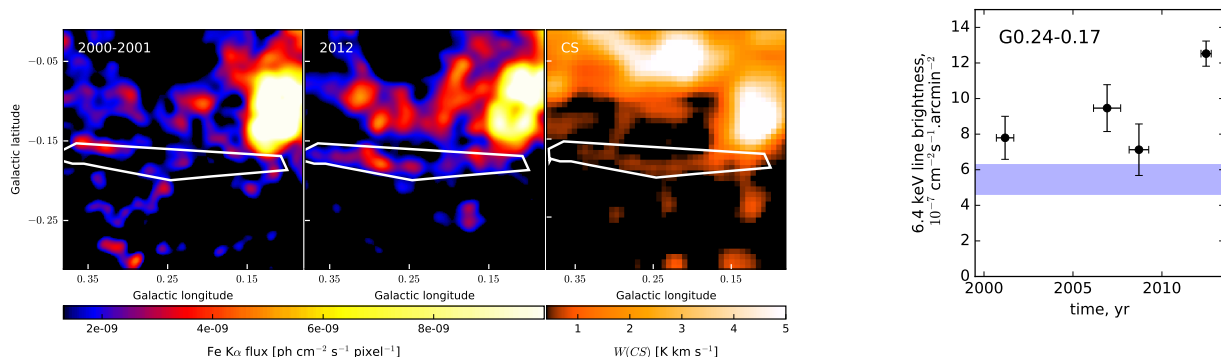 2000-2001
2012
CS
Galactic latitude
−0.05
−0.15
−0.25
0.35 0.25 0.15
0.35 0.25 0.15
0.35 0.25 0.15
Galactic longitude
Galactic longitude
Galactic longitude
2e-09 4e-09 6e-09 8e-09
1 2 3 4 5
Fe Kα flux [ph cm⁻² s⁻¹ pixel⁻¹]
W(CS) [K km s⁻¹]
G0.24-0.17
6.4 keV line brightness,
10⁻⁷ cm⁻²s⁻¹.arcmin⁻²
14
12
10
8
6
4
2
0
2000 2005 2010
time, yr